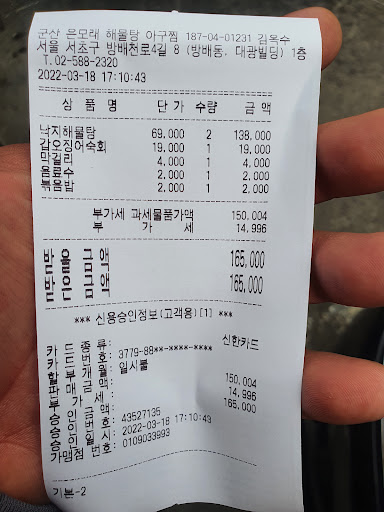 군산 은모래 해물탕 아구찜 187-04-01231 김옥수
서울 서초구 방배천로4길 8 (방배동, 대광빌딩) 1층
T.02-588-2320
2022-03-18 17:10:43
상 품 명 단 가 수량 금 액
낙지해물탕 69,000 2 138,000
갑오징어숙회 19,000 1 19,000
막걸리 4,000 1 4,000
음료수 2,000 1 2,000
볶음밥 2,000 1 2,000
부가세 과세물품가액 150,004
부 가 세 14,996
받을금액 165,000
받은금액 165,000
*** 신용승인정보(고객용)[1] ***
카 드 종 류: 신한카드
카 드 번 호: 3779-88**-****-****
할 부 개 월: 일시불
판 매 금 액: 150,004
부 가 세: 14,996
승 인 금 액: 165,000
승 인 번 호: 43527135
승 인 일 시: 2022-03-18 17:10:43
가맹점 번호: 0109033993
기본-2